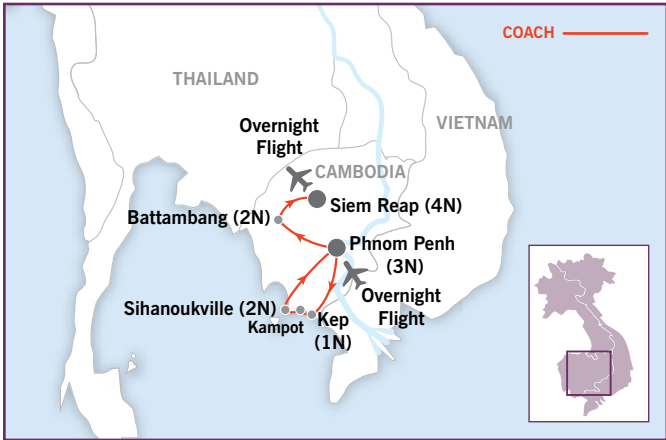 COACH
THAILAND
VIETNAM
Overnight
Flight
CAMBODIA
Siem Reap (4N)
Battambang (2N)
Phnom Penh
(3N)
Overnight
Flight
Sihanoukville (2N)
Kampot
Kep
(1N)